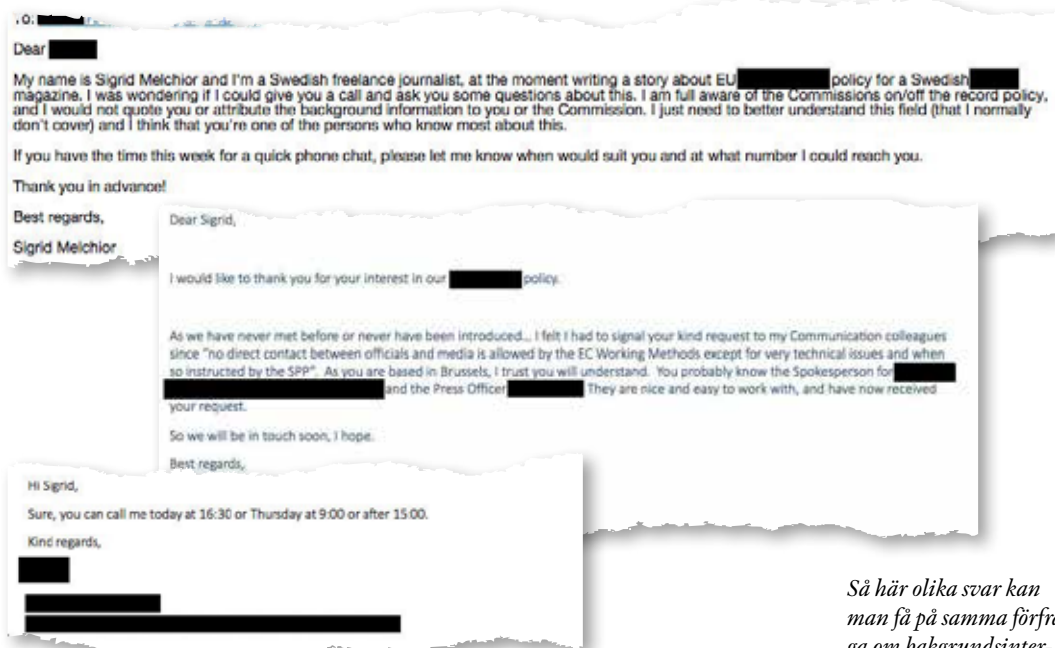 Dear
My name is Sigrid Melchior and I'm a Swedish freelance journalist, at the moment writing a story about EU policy for a Swedish
magazine. I was wondering if I could give you a call and ask you some questions about this. I am full aware of the Commissions on/off the record policy,
and I would not quote you or attribute the background information to you or the Commission. I just need to better understand this field (that I normally
don't cover) and I think that you're one of the persons who know most about this.
If you have the time this week for a quick phone chat, please let me know when would suit you and at what number I could reach you.
Thank you in advance!
Best regards,
Sigrid Melchior
Dear Sigrid,
I would like to thank you for your interest in our policy.
As we have never met before or never have been introduced... I felt I had to signal your kind request to my Communication colleagues
since "no direct contact between officials and media is allowed by the EC Working Methods except for very technical issues and when
so instructed by the SPP". As you are based in Brussels, I trust you will understand. You probably know the Spokesperson for
and the Press Officer They are nice and easy to work with, and have now received
your request.
So we will be in touch soon, I hope.
Best regards,
Hi Sigrid,
Sure, you can call me today at 16:30 or Thursday at 9:00 or after 15:00.
Kind regards,
Så här olika svar kan
man få på samma förfrå
ga om bakgrundsinter